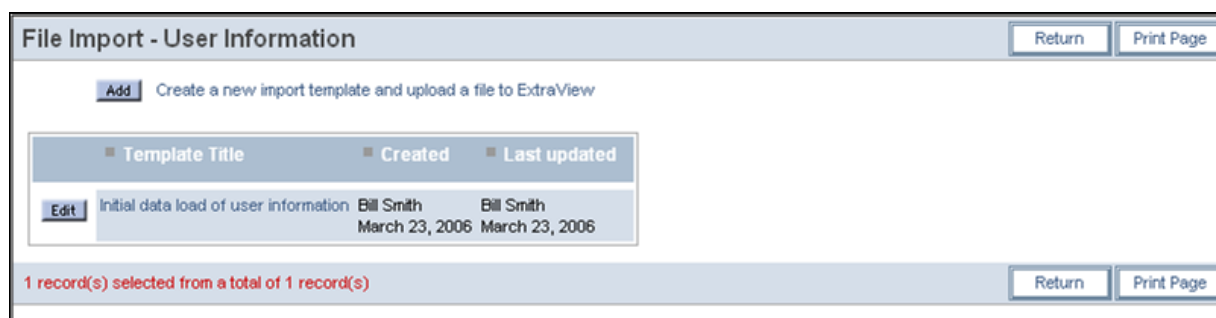 File Import - User Information
Return
Print Page
Add Create a new import template and upload a file to ExtraView
Template Title Created Last updated
Edit Initial data load of user information Bill Smith Bill Smith
March 23, 2006 March 23, 2006
1 record(s) selected from a total of 1 record(s)
Return
Print Page